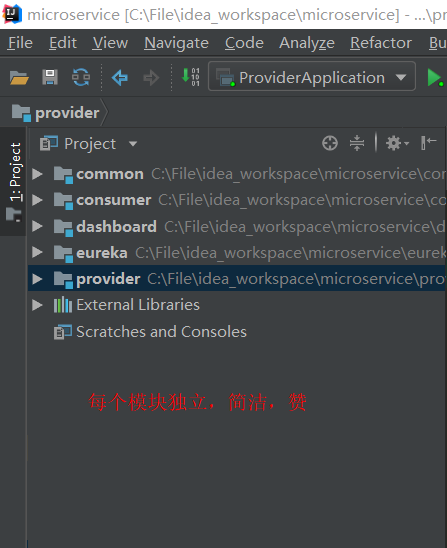 microservice [C:\File\idea_workspace\microservice] - ...\pr
File Edit View Navigate Code Analyze Refactor Bu
ProviderApplication
provider
1: Project
Project
common C:\File\idea_workspace\microservice\cor
consumer C:\File\idea_workspace\microservice\co
dashboard C:\File\idea_workspace\microservice\d
eureka C:\File\idea_workspace\microservice\eurek
provider C:\File\idea_workspace\microservice\pro
External Libraries
Scratches and Consoles
每个模块独立，简洁，赞